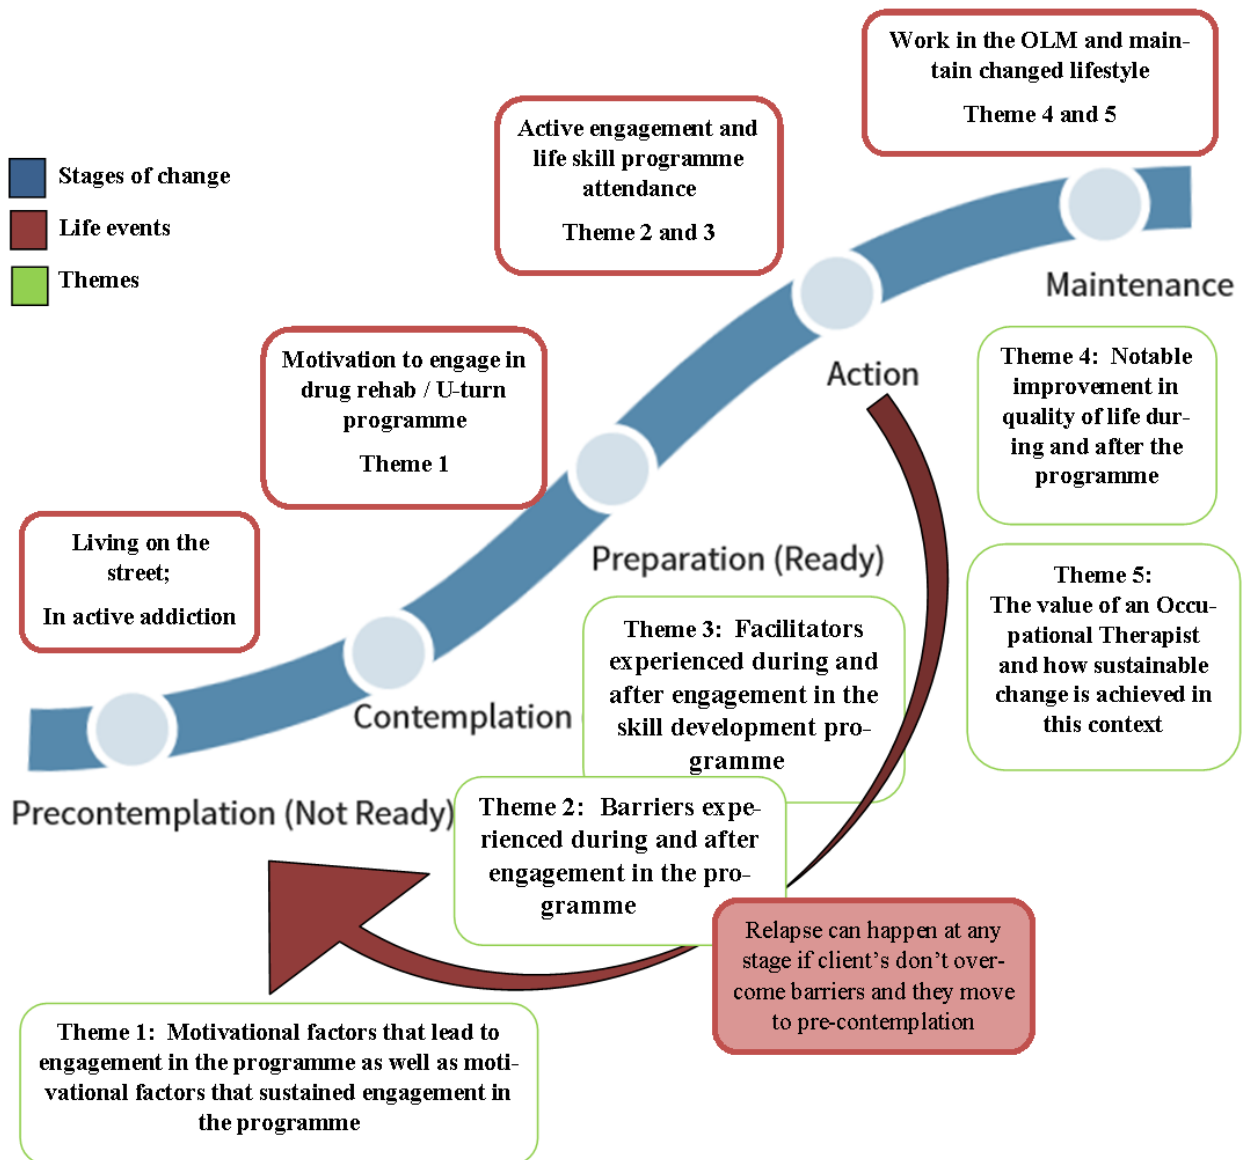 Work in the OLM and main-
tain changed lifestyle
Theme 4 and 5
Active engagement and
life skill programme
attendance
Theme 2 and 3
Stages of change
Life events
Themes
Maintenance
Motivation to engage in
drug rehab / U-turn
programme
Theme 1
Action
Theme 4:  Notable
improvement in
quality of life dur-
ing and after the
programme
Living on the
street;
In active addiction
Preparation (Ready)
Theme 5:
The value of an Occu-
pational Therapist
and how sustainable
change is achieved in
this context
Theme 3:  Facilitators
experienced during and
after engagement in the
skill development pro-
gramme
Contemplation
Precontemplation (Not Ready)
Theme 2:  Barriers expe-
rienced during and after
engagement in the pro-
gramme
Relapse can happen at any
stage if client’s don’t over-
come barriers and they move
to pre-contemplation
Theme 1:  Motivational factors that lead to
engagement in the programme as well as moti-
vational factors that sustained engagement in
the programme